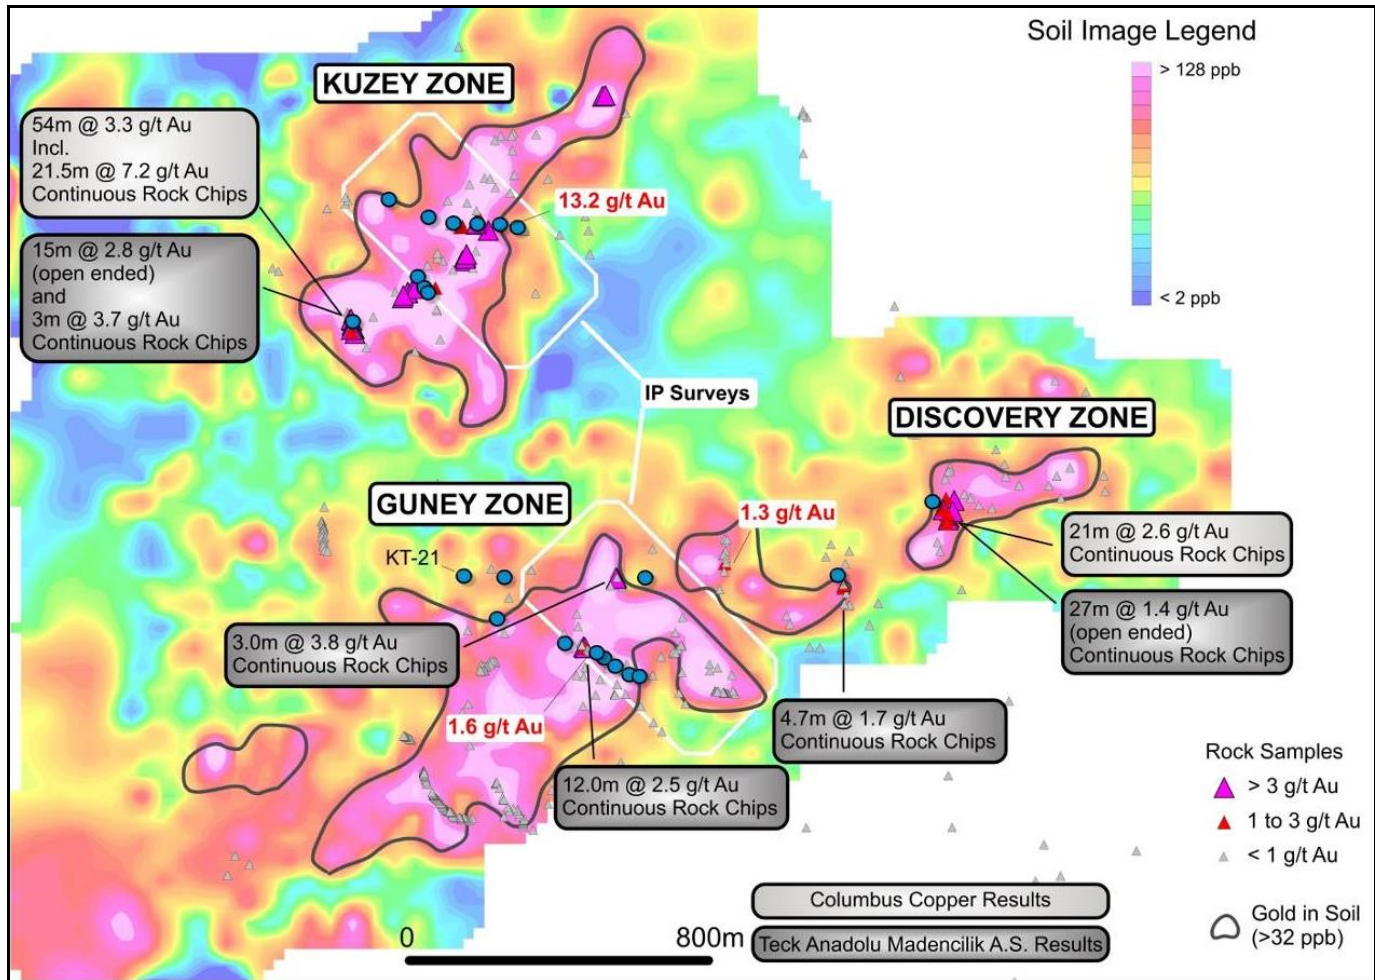 Soil Image Legend
> 128 ppb
< 2 ppb
KUZEY ZONE
54m @ 3.3 g/t Au
Incl.
21.5m @ 7.2 g/t Au
Continuous Rock Chips
15m @ 2.8 g/t Au
(open ended)
and
3m @ 3.7 g/t Au
Continuous Rock Chips
13.2 g/t Au
IP Surveys
DISCOVERY ZONE
21m @ 2.6 g/t Au
Continuous Rock Chips
27m @ 1.4 g/t Au
(open ended)
Continuous Rock Chips
GUNEY ZONE
KT-21
1.3 g/t Au
3.0m @ 3.8 g/t Au
Continuous Rock Chips
1.6 g/t Au
4.7m @ 1.7 g/t Au
Continuous Rock Chips
12.0m @ 2.5 g/t Au
Continuous Rock Chips
Rock Samples
> 3 g/t Au
1 to 3 g/t Au
< 1 g/t Au
Gold in Soil
(>32 ppb)
Columbus Copper Results
Teck Anadolu Madencilik A.S. Results
0
800m